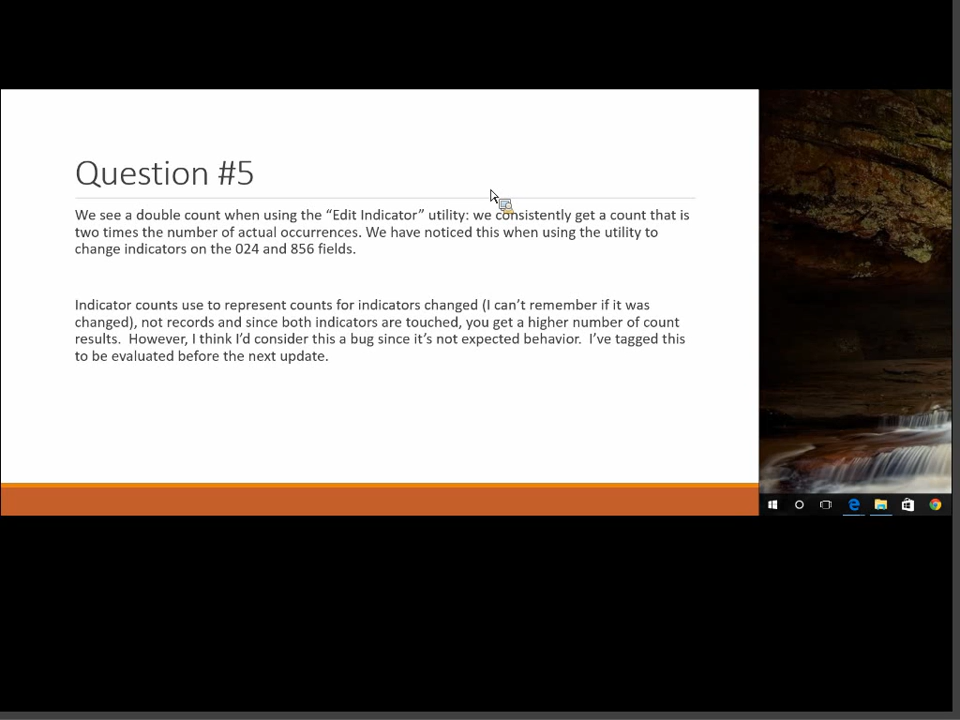 Question #5
We see a double count when using the “Edit Indicator” utility: we consistently get a count that is
two times the number of actual occurrences. We have noticed this when using the utility to
change indicators on the 024 and 856 fields.
Indicator counts use to represent counts for indicators changed (I can’t remember if it was
changed), not records and since both indicators are touched, you get a higher number of count
results.  However, I think I’d consider this a bug since it’s not expected behavior.  I’ve tagged this
to be evaluated before the next update.